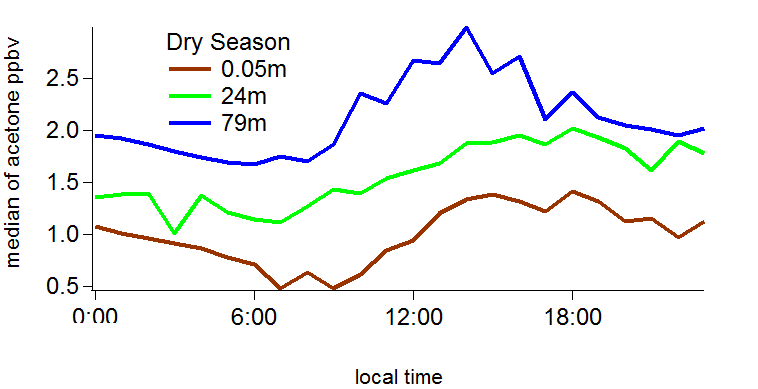 Dry Season
0.05m
24m
79m
median of acetone ppbv
2.5
2.0
1.5
1.0
0.5
0:00
6:00
12:00
18:00
local time